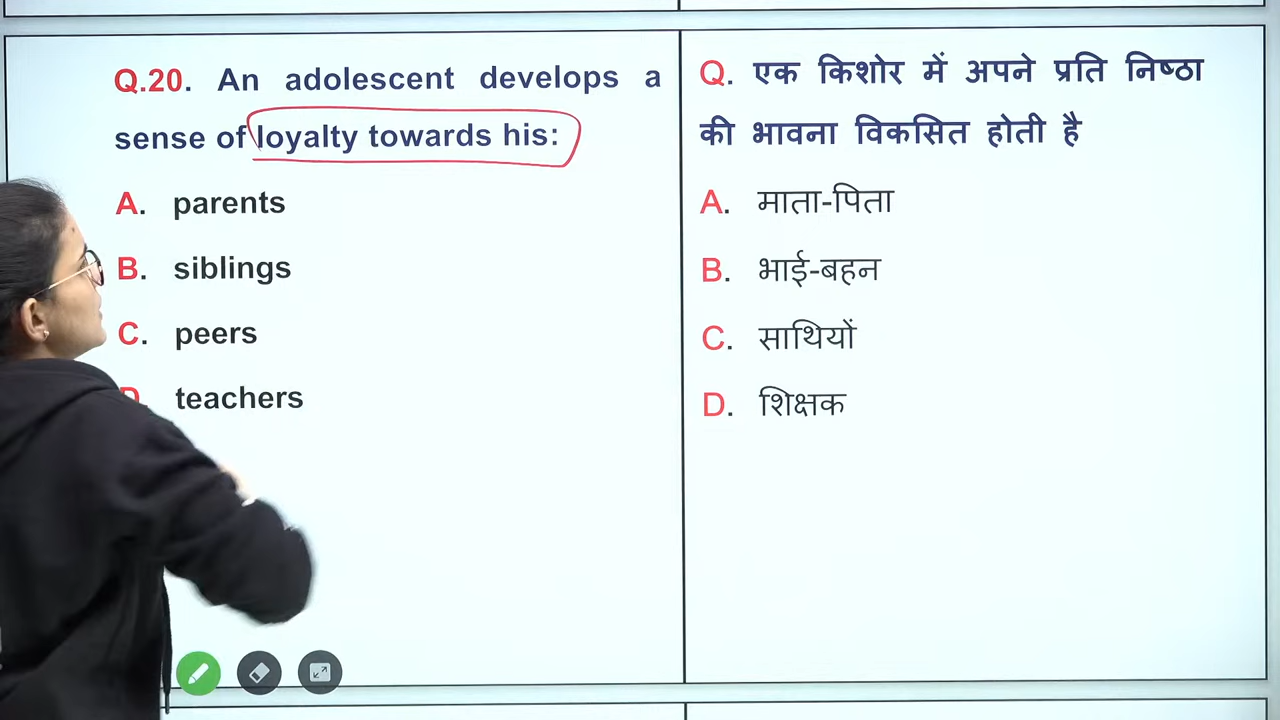 Q.20. An adolescent develops a
sense of loyalty towards his:
A. parents
B. siblings
C. peers
D. teachers
Q. एक किशोर में अपने प्रति निष्ठा
की भावना विकसित होती है
A. माता-पिता
B. भाई-बहन
C. साथियों
D. शिक्षक